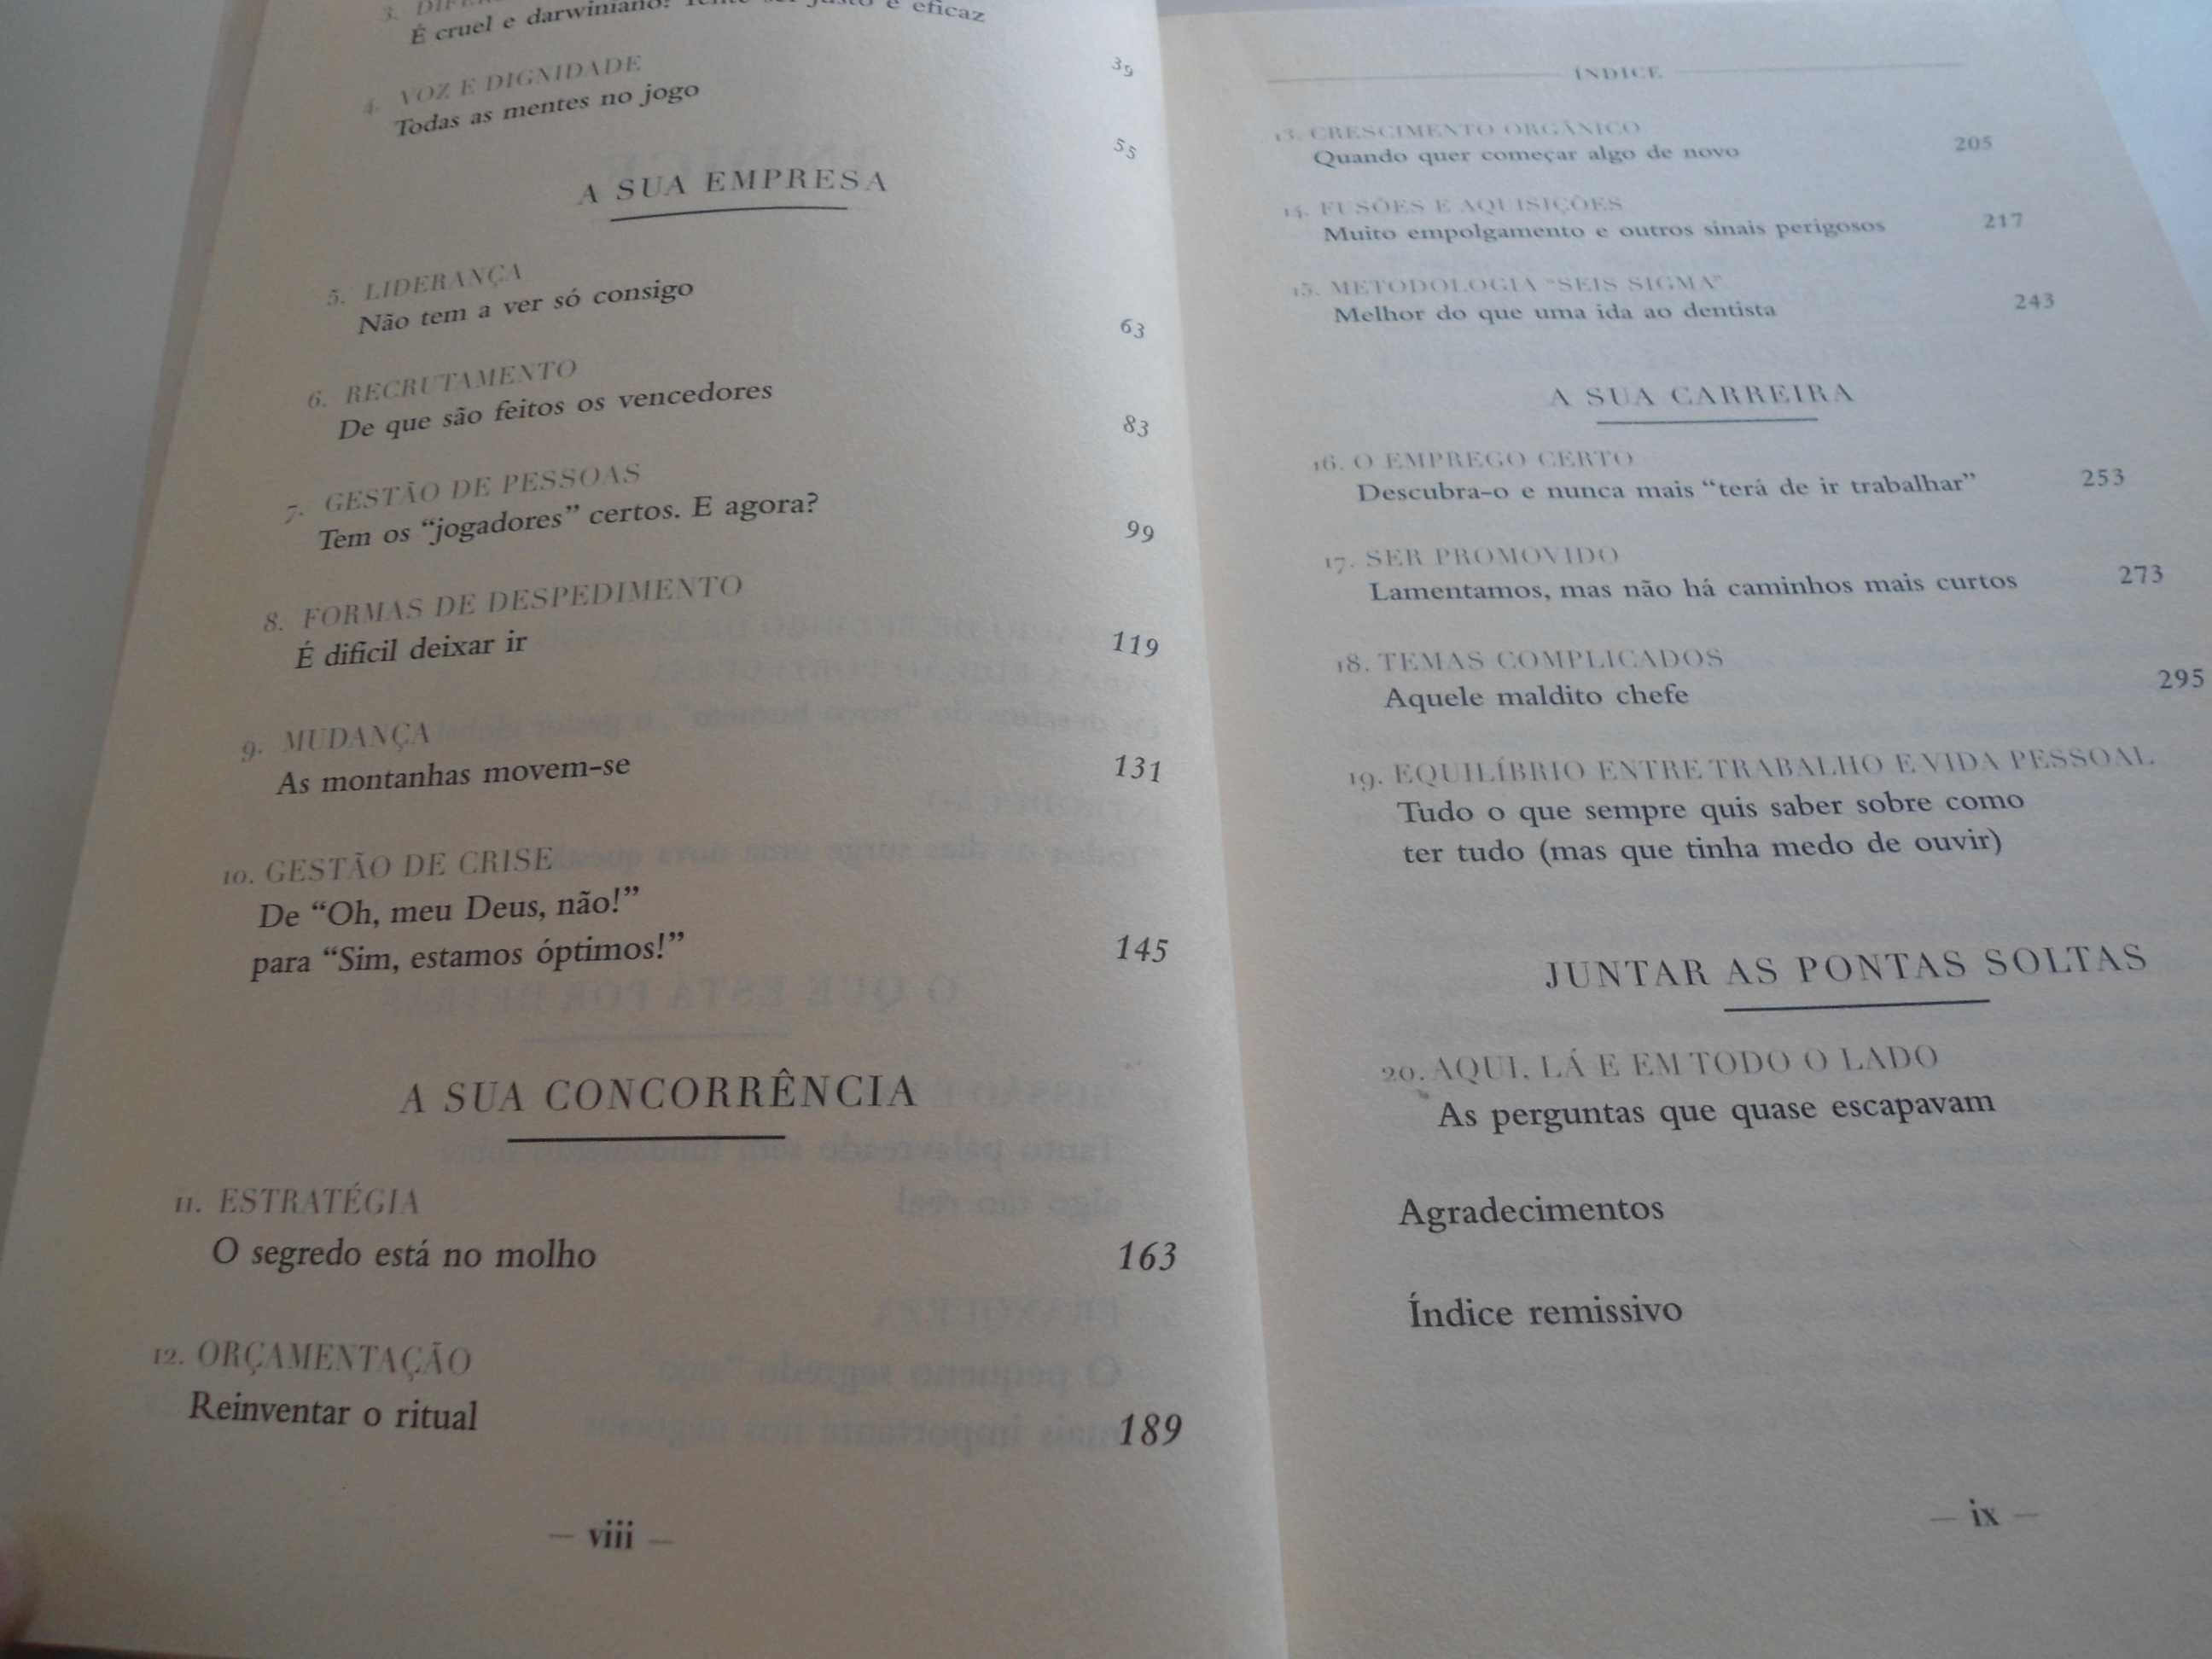 3.
É cruel e darwiniano? Tente ser justo e eficaz 39
4. VOZ E DIGNIDADE
Todas as mentes no jogo 55
A SUA EMPRESA
5. LIDERANÇA
Não tem a ver só consigo 63
6. RECRUTAMENTO
De que são feitos os vencedores 83
7. GESTÃO DE PESSOAS
Tem os “jogadores” certos. E agora? 99
8. FORMAS DE DESPEDIMENTO
É difícil deixar ir 119
9. MUDANÇA
As montanhas movem-se 131
10. GESTÃO DE CRISE
De “Oh, meu Deus, não!”
para “Sim, estamos óptimos!” 145
A SUA CONCORRÊNCIA
11. ESTRATÉGIA
O segredo está no molho 163
12. ORÇAMENTAÇÃO
Reinventar o ritual 189
– viii –
ÍNDICE
13. CRESCIMENTO ORGÂNICO
Quando quer começar algo de novo 205
14. FUSÕES E AQUISIÇÕES
Muito empolgamento e outros sinais perigosos 217
15. METODOLOGIA “SEIS SIGMA”
Melhor do que uma ida ao dentista 243
A SUA CARREIRA
16. O EMPREGO CERTO
Descubra-o e nunca mais “terá de ir trabalhar” 253
17. SER PROMOVIDO
Lamentamos, mas não há caminhos mais curtos 273
18. TEMAS COMPLICADOS
Aquele maldito chefe 295
19. EQUILÍBRIO ENTRE TRABALHO E VIDA PESSOAL
Tudo o que sempre quis saber sobre como
ter tudo (mas que tinha medo de ouvir)
JUNTAR AS PONTAS SOLTAS
20. AQUI, LÁ E EM TODO O LADO
As perguntas que quase escapavam
Agradecimentos
Índice remissivo
– ix –